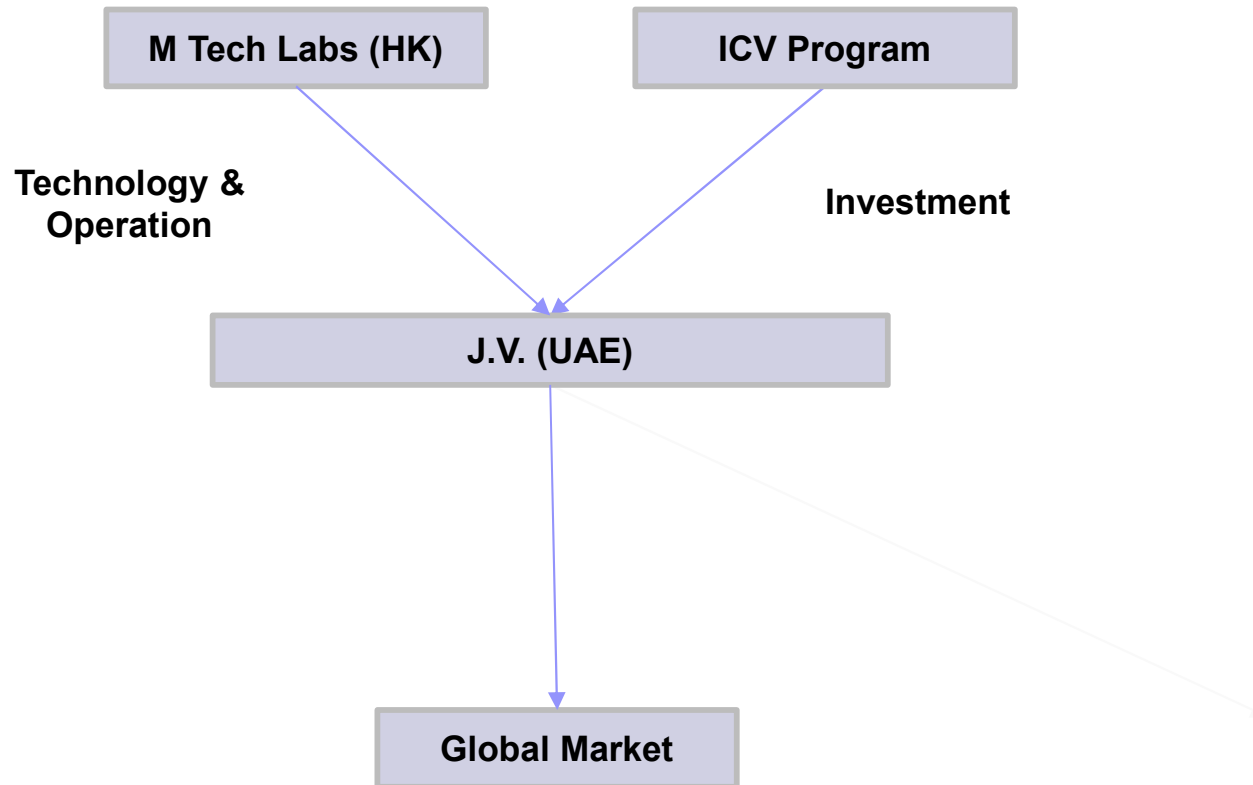 M Tech Labs (HK)
ICV Program
Technology &
Operation
Investment
J.V. (UAE)
Global Market